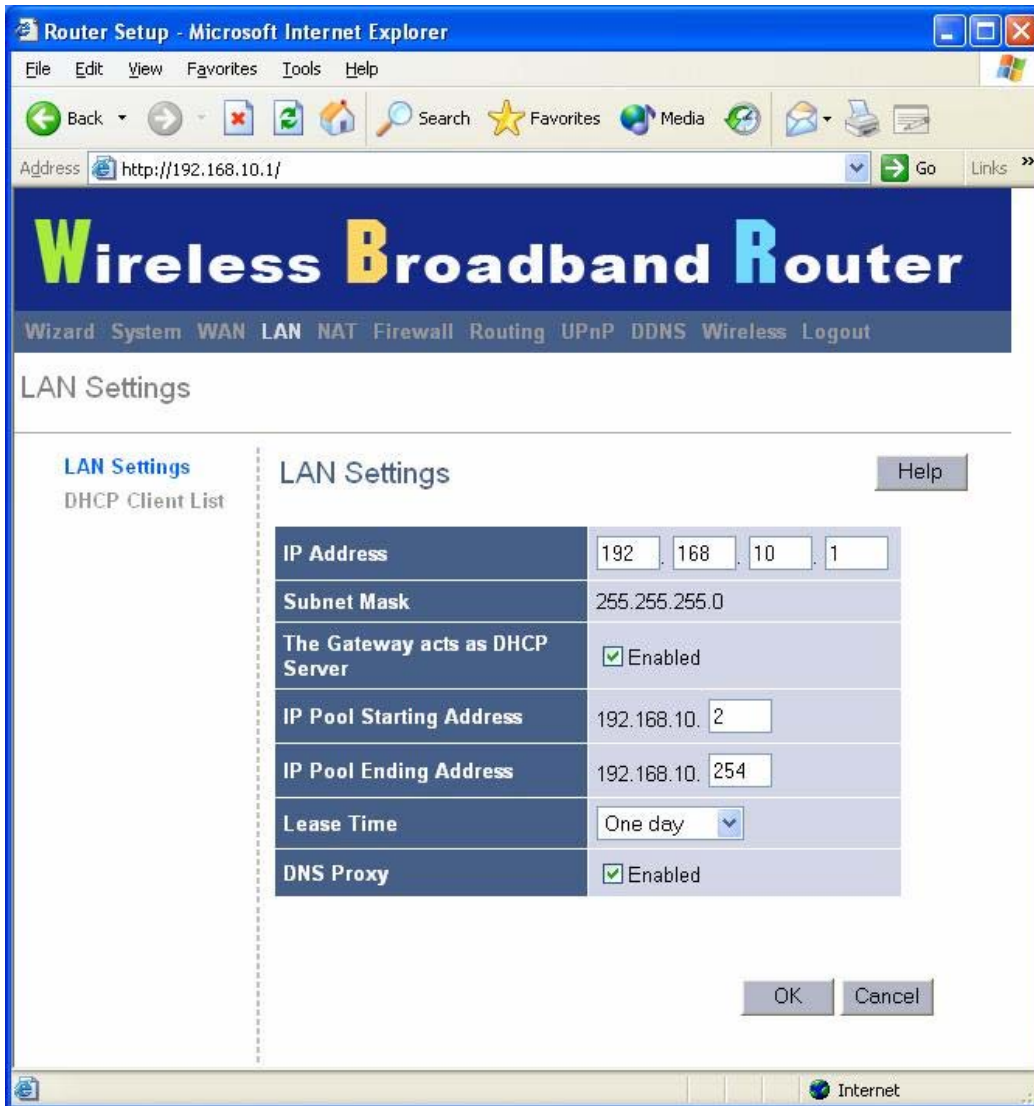 Router Setup - Microsoft Internet Explorer
File Edit View Favorites Tools Help
Back Search Favorites Media
Address http://192.168.10.1/ Go Links »
Wireless Broadband Router
Wizard System WAN LAN NAT Firewall Routing UPnP DDNS Wireless Logout
LAN Settings
LAN Settings
DHCP Client List
LAN Settings Help
IP Address 192 . 168 . 10 . 1
Subnet Mask 255.255.255.0
The Gateway acts as DHCP
Server Enabled
IP Pool Starting Address 192.168.10. 2
IP Pool Ending Address 192.168.10. 254
Lease Time One day
DNS Proxy Enabled
OK Cancel
Internet